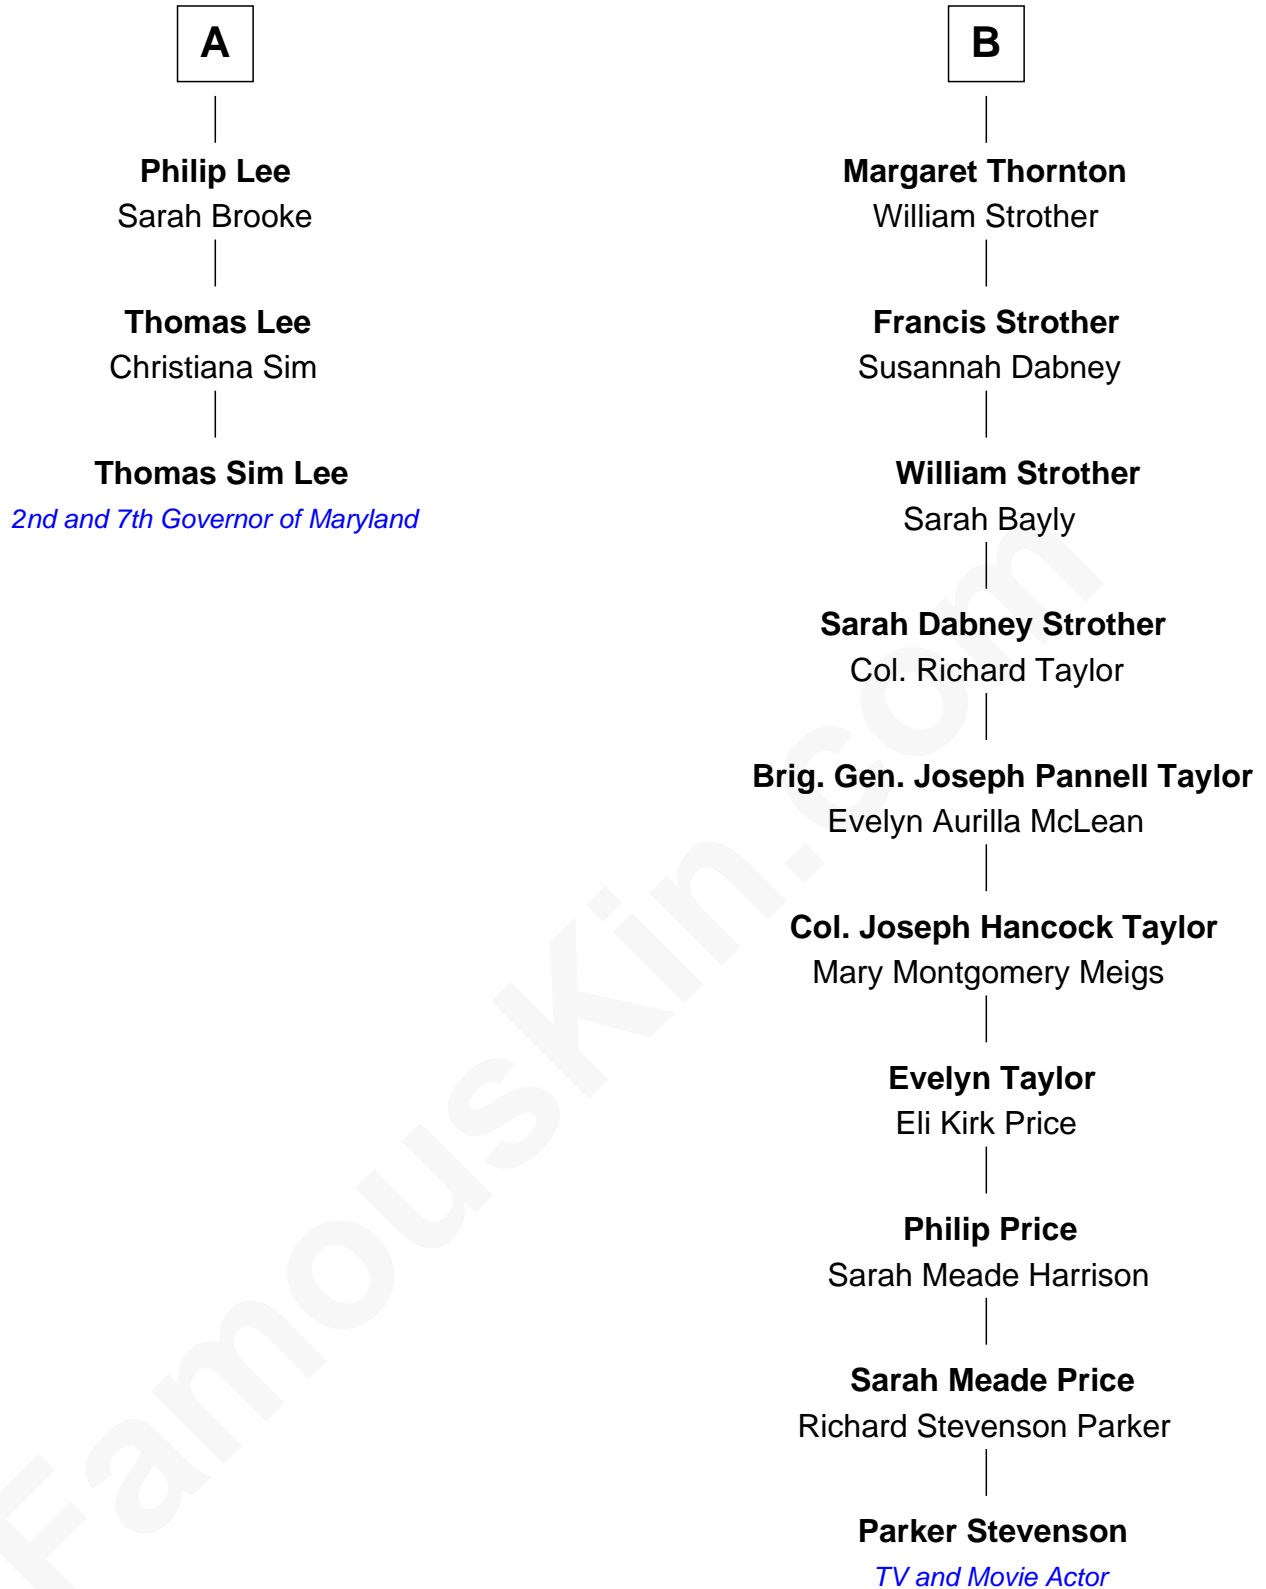 A
Philip Lee
Sarah Brooke
Thomas Lee
Christiana Sim
Thomas Sim Lee
2nd and 7th Governor of Maryland
B
Margaret Thornton
William Strother
Francis Strother
Susannah Dabney
William Strother
Sarah Bayly
Sarah Dabney Strother
Col. Richard Taylor
Brig. Gen. Joseph Pannell Taylor
Evelyn Aurilla McLean
Col. Joseph Hancock Taylor
Mary Montgomery Meigs
Evelyn Taylor
Eli Kirk Price
Philip Price
Sarah Meade Harrison
Sarah Meade Price
Richard Stevenson Parker
Parker Stevenson
TV and Movie Actor
FamousKin.com